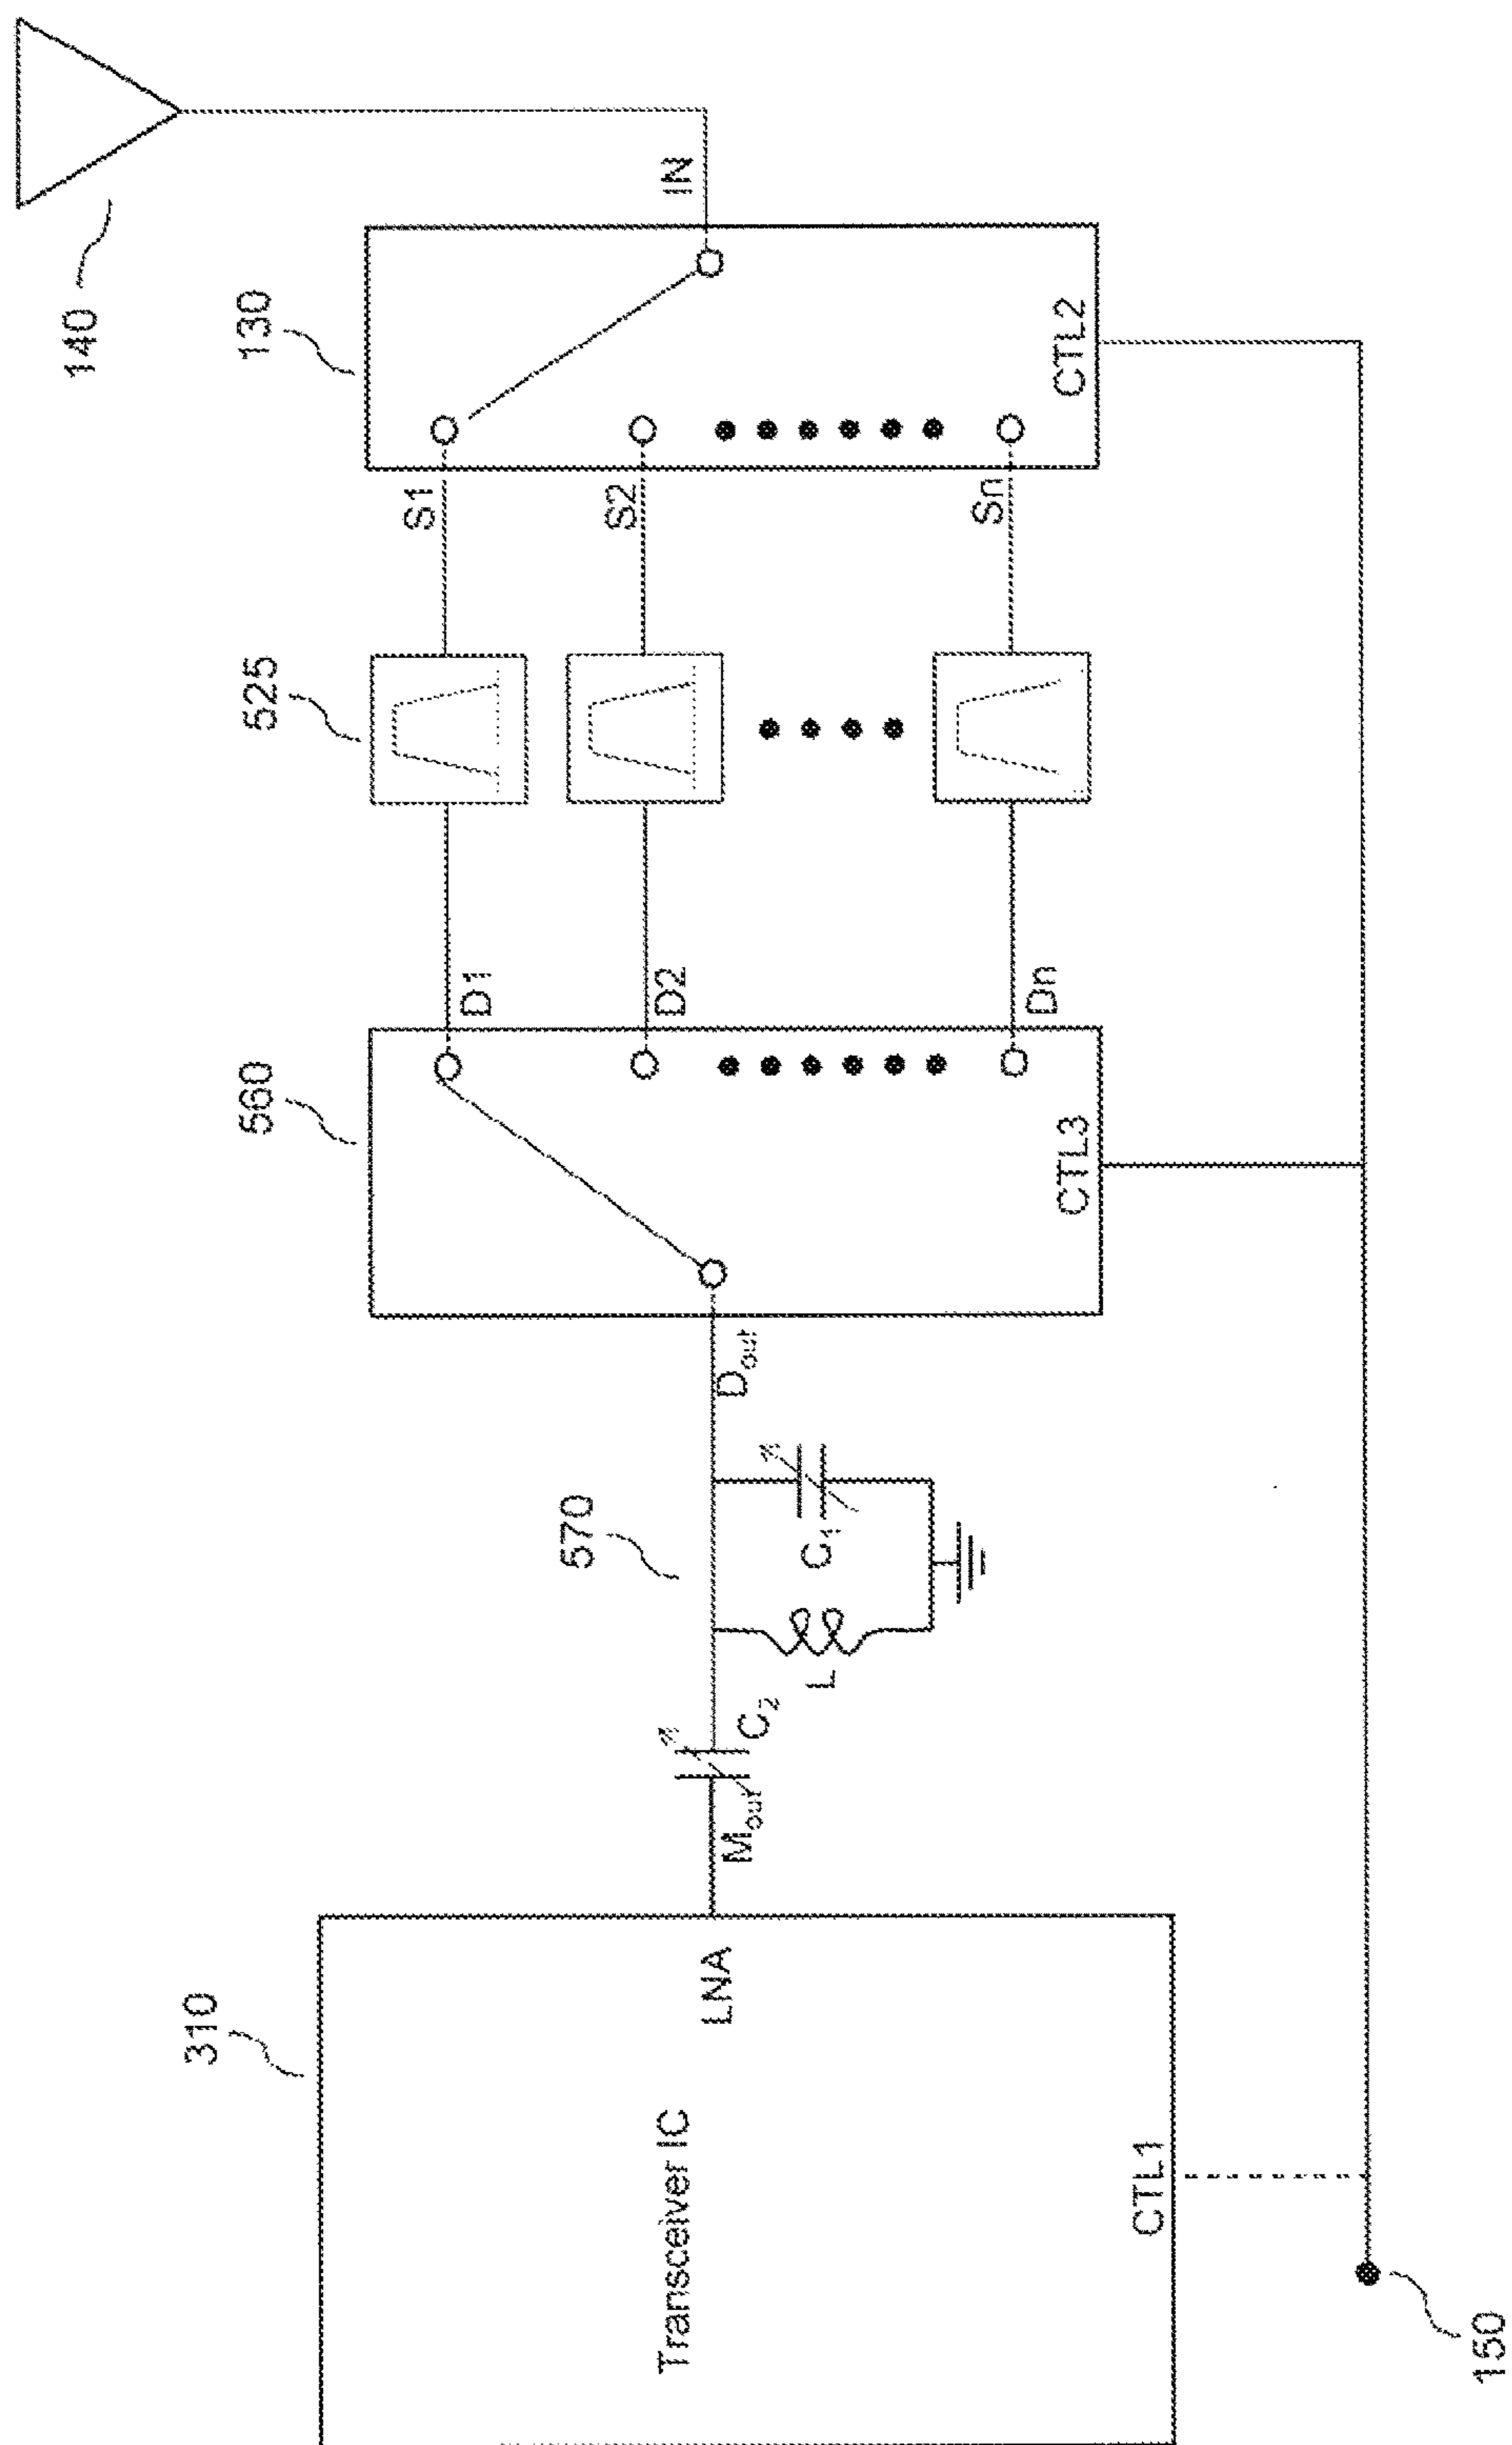 140
IN
130
CTL2
S1
S2
Sn
525
D1
D2
Dn
560
CTL3
Dout
570
C1
L
C2
Mout
310
LNA
Transceiver IC
CTL1
150